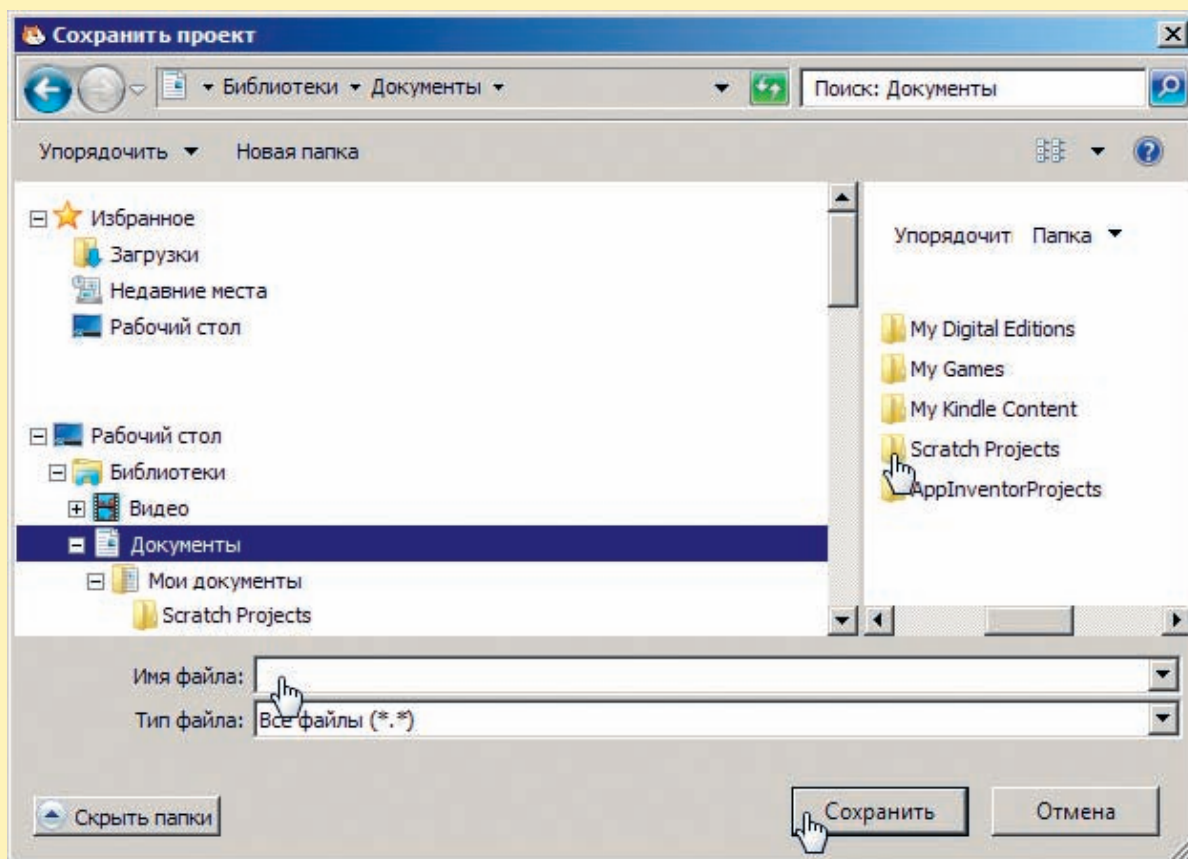 Сохранить проект
Библиотеки Документы
Поиск: Документы
Упорядочить Новая папка
Избранное
Загрузки
Недавние места
Рабочий стол
Рабочий стол
Библиотеки
Видео
Документы
Мои документы
Scratch Projects
Упорядочит Папка
My Digital Editions
My Games
My Kindle Content
Scratch Projects
AppInventorProjects
Имя файла:
Тип файла: Все файлы (*.*)
Скрыть папки
Сохранить
Отмена